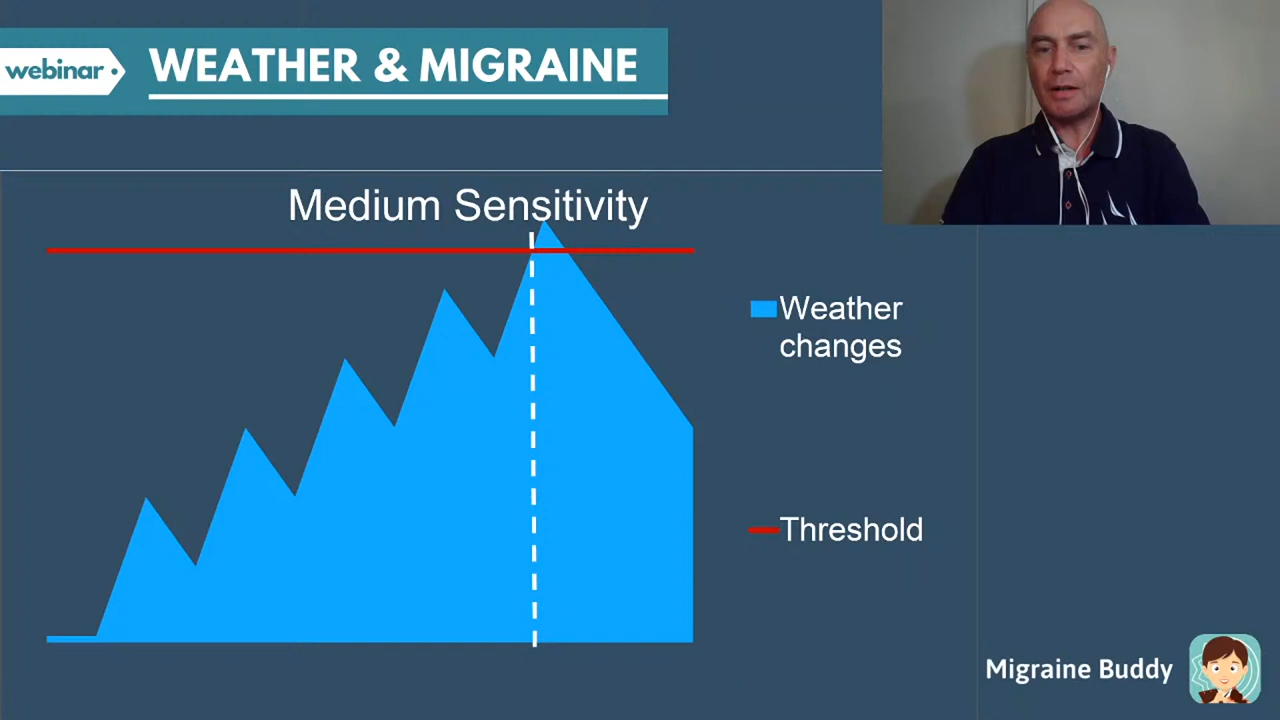 webinar
WEATHER & MIGRAINE
Medium Sensitivity
Weather
changes
Threshold
Migraine Buddy